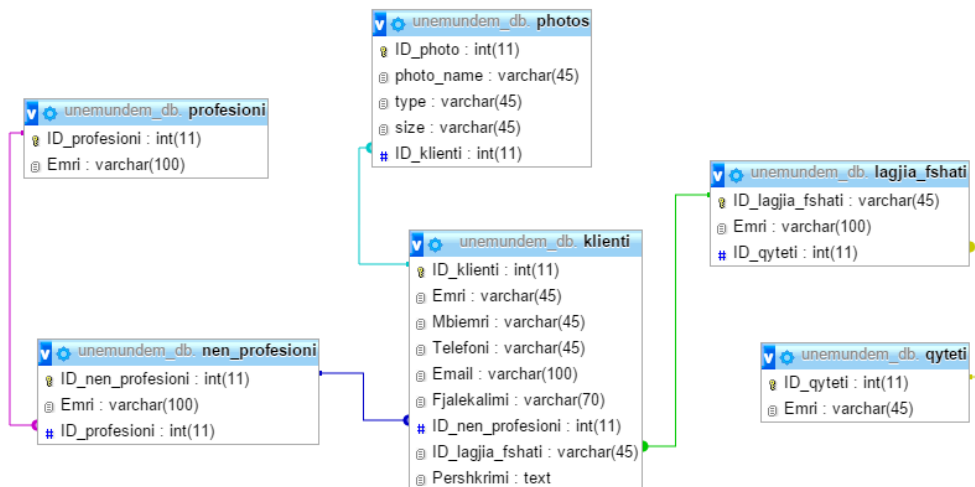 unemundem_db. photos
ID_photo : int(11)
photo_name : varchar(45)
type : varchar(45)
size : varchar(45)
ID_klienti : int(11)
unemundem_db. profesioni
ID_profesioni : int(11)
Emri : varchar(100)
unemundem_db. lagjia_fshati
ID_lagjia_fshati : varchar(45)
Emri : varchar(100)
ID_qyteti : int(11)
unemundem_db. klienti
ID_klienti : int(11)
Emri : varchar(45)
Mbiemri : varchar(45)
Telefoni : varchar(45)
Email : varchar(100)
Fjalekalimi : varchar(70)
ID_nen_profesioni : int(11)
ID_lagjia_fshati : varchar(45)
Pershkrimi : text
unemundem_db. nen_profesioni
ID_nen_profesioni : int(11)
Emri : varchar(100)
ID_profesioni : int(11)
unemundem_db. qyteti
ID_qyteti : int(11)
Emri : varchar(45)